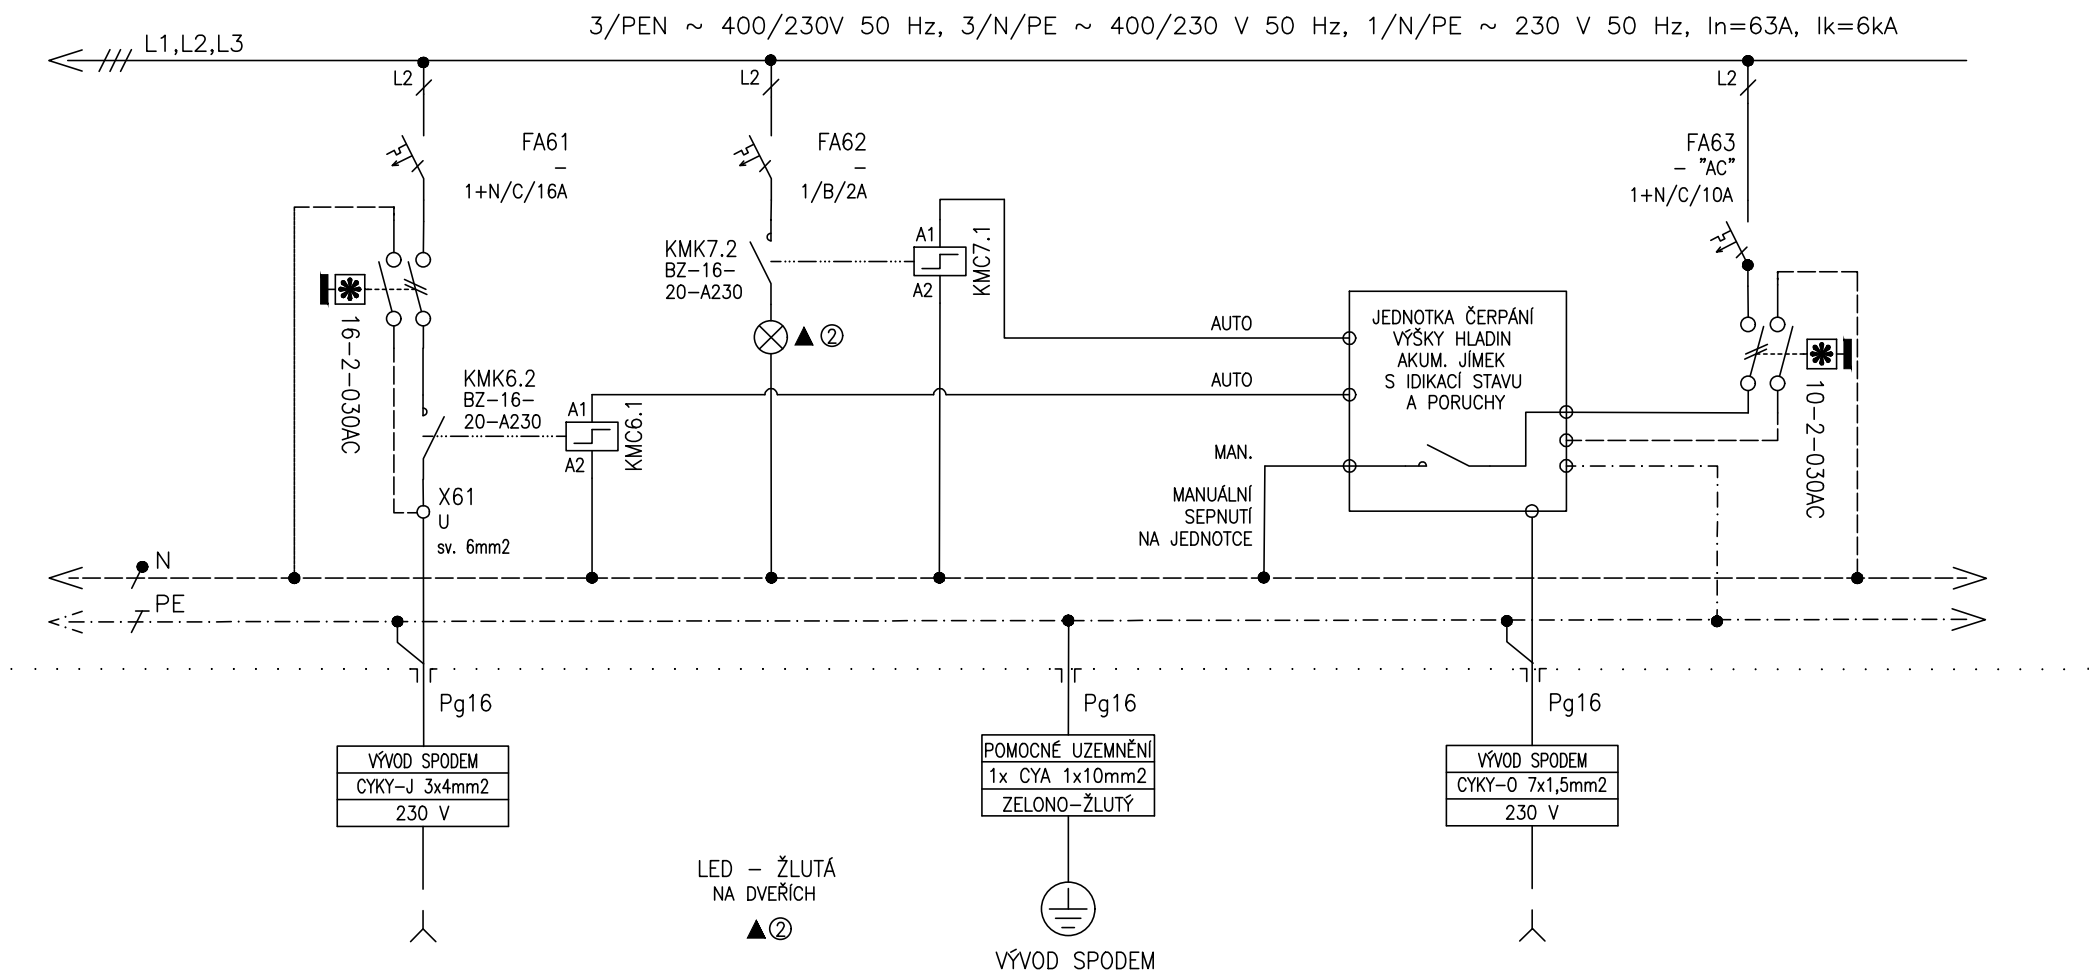 3/PEN ~ 400/230V 50 Hz, 3/N/PE ~ 400/230 V 50 Hz, 1/N/PE ~ 230 V 50 Hz, In=63A, Ik=6kA
L1,L2,L3
L2
L2
L2
FA61
–
1+N/C/16A
FA62
–
1/B/2A
FA63
– "AC"
1+N/C/10A
KMK7.2
BZ–16–
20–A230
A1
A2
KMC7.1
16–2–030AC
KMK6.2
BZ–16–
20–A230
A1
A2
KMC6.1
②
AUTO
AUTO
MAN.
MANUÁLNÍ
SEPNUTÍ
NA JEDNOTCE
JEDNOTKA ČERPÁNÍ
VÝŠKY HLADIN
AKUM. JÍMEK
S IDIKACÍ STAVU
A PORUCHY
10–2–030AC
X61
U
sv. 6mm2
N
PE
Pg16
Pg16
Pg16
VÝVOD SPODEM
CYKY–J 3x4mm2
230 V
POMOCNÉ UZEMNĚNÍ
1x CYA 1x10mm2
ZELONO–ŽLUTÝ
VÝVOD SPODEM
CYKY–O 7x1,5mm2
230 V
LED – ŽLUTÁ
NA DVEŘÍCH
▲②
VÝVOD SPODEM